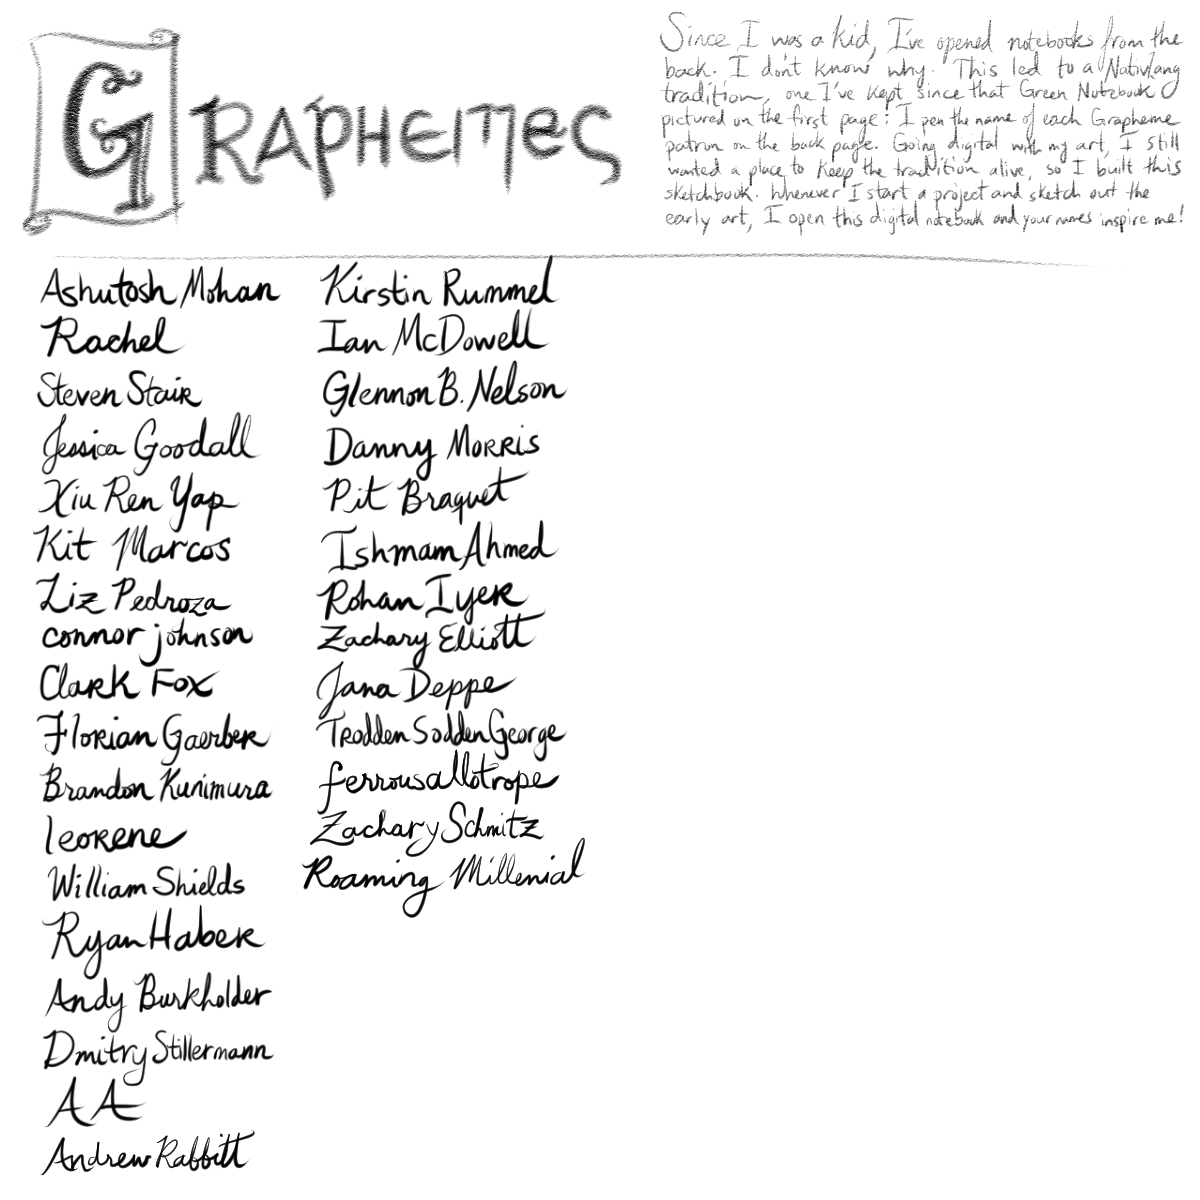 GRAPHEMES
Since I was a kid, I've opened notebooks from the
back. I don't know why. This led to a NativLang
tradition, one I've kept since that Green Notebook
pictured on the first page: I pen the name of each Grapheme
patron on the back page. Going digital with my art, I still
wanted a place to keep the tradition alive, so I built this
sketchbook. Whenever I start a project and sketch out the
early art, I open this digital notebook and your names inspire me!
Ashutosh Mohan
Rachel
Steven Stair
Jessica Goodall
Xiu Ren Yap
Kit Marcos
Liz Pedroza
connor johnson
Clark Fox
Florian Gaerber
Brandon Kunimura
leorene
William Shields
Ryan Haber
Andy Burkholder
Dmitry Stillermann
A A
Andrew Rabbitt
Kirstin Rummel
Ian McDowell
Glennon B. Nelson
Danny Morris
Pit Braquet
Ishmam Ahmed
Rohan Iyer
Zachary Elliott
Jana Deppe
Trodden Sodden George
ferrousallotrope
Zachary Schmitz
Roaming Millenial